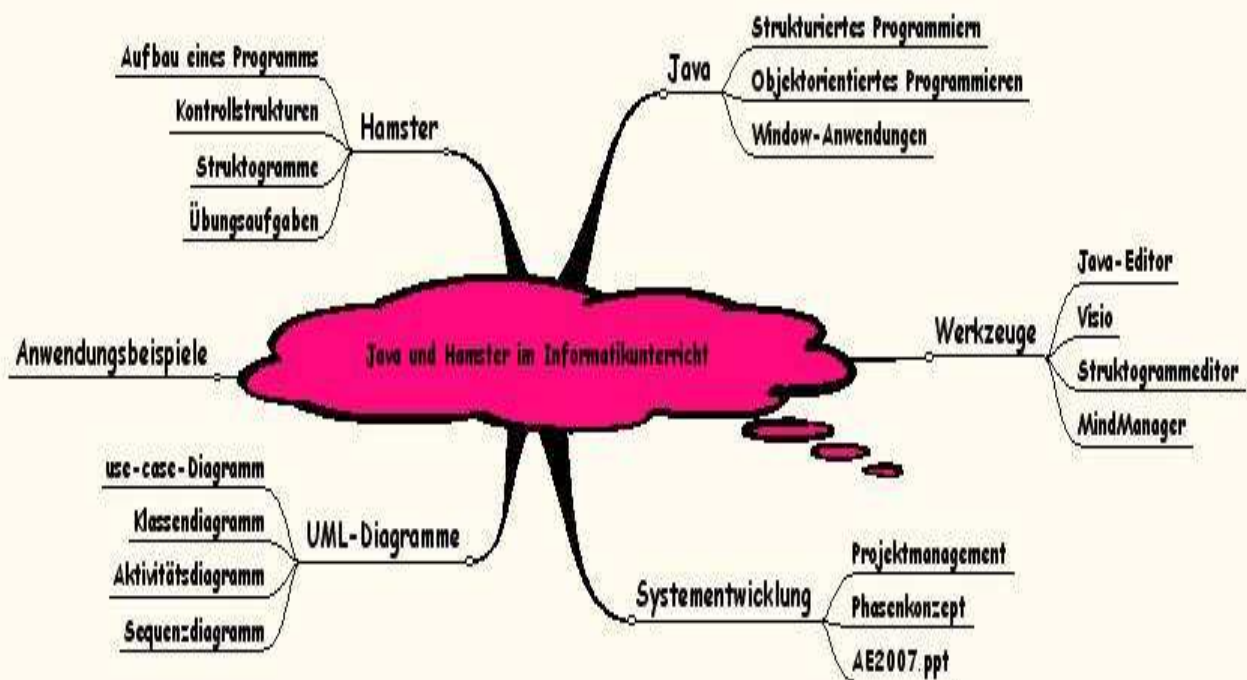 Java und Hamster im Informatikunterricht
Hamster
Aufbau eines Programms
Kontrollstrukturen
Struktogramme
Übungsaufgaben
Java
Strukturiertes Programmiern
Objektorientiertes Programmieren
Window-Anwendungen
Werkzeuge
Java-Editor
Visio
Struktogrammeditor
MindManager
Anwendungsbeispiele
UML-Diagramme
use-case-Diagramm
Klassendiagramm
Aktivitätsdiagramm
Sequenzdiagramm
Systementwicklung
Projektmanagement
Phasenkonzept
AE2007.ppt